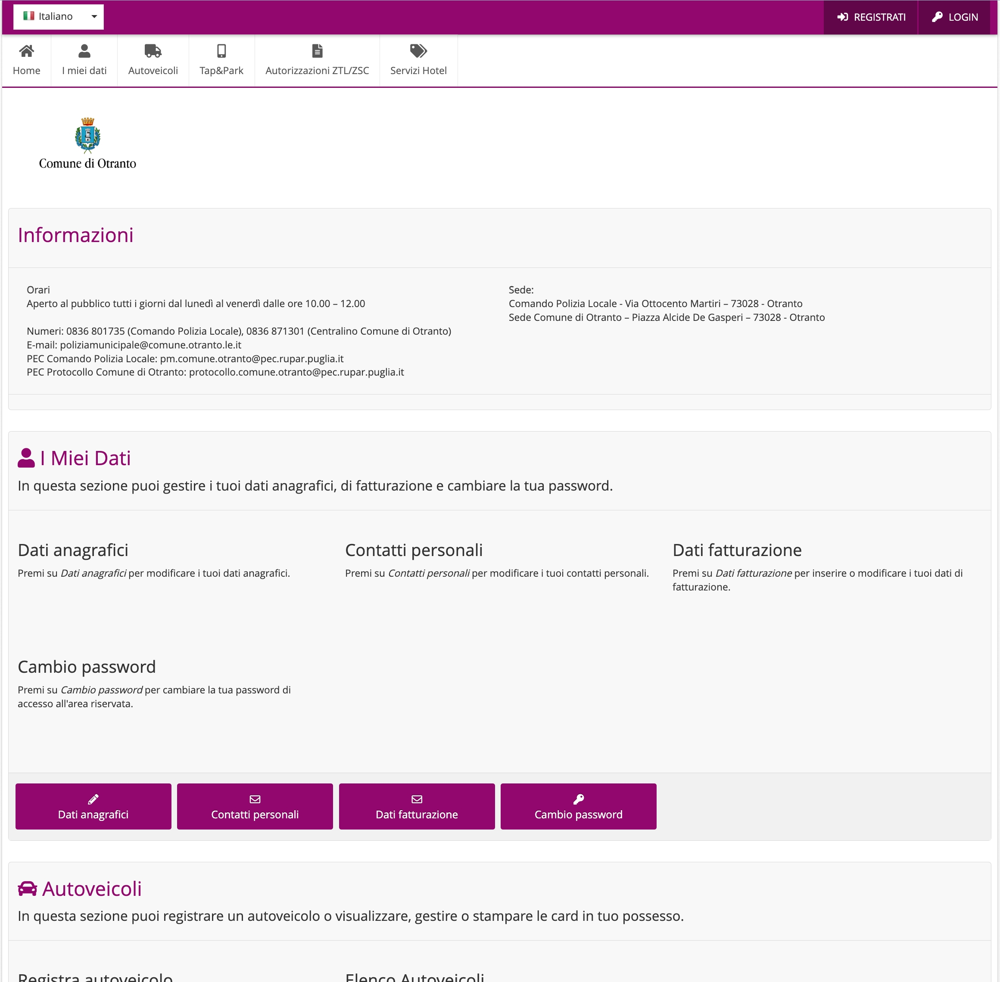 Italiano
REGISTRATI
LOGIN
Home
I miei dati
Autoveicoli
Tap&Park
Autorizzazioni ZTL/ZSC
Servizi Hotel
Comune di Otranto
Informazioni
Orari
Aperto al pubblico tutti i giorni dal lunedì al venerdì dalle ore 10.00 – 12.00
Numeri: 0836 801735 (Comando Polizia Locale), 0836 871301 (Centralino Comune di Otranto)
E-mail: poliziamunicipale@comune.otranto.le.it
PEC Comando Polizia Locale: pm.comune.otranto@pec.rupar.puglia.it
PEC Protocollo Comune di Otranto: protocollo.comune.otranto@pec.rupar.puglia.it
Sede:
Comando Polizia Locale - Via Ottocento Martiri – 73028 - Otranto
Sede Comune di Otranto – Piazza Alcide De Gasperi – 73028 - Otranto
I Miei Dati
In questa sezione puoi gestire i tuoi dati anagrafici, di fatturazione e cambiare la tua password.
Dati anagrafici
Premi su Dati anagrafici per modificare i tuoi dati anagrafici.
Contatti personali
Premi su Contatti personali per modificare i tuoi contatti personali.
Dati fatturazione
Premi su Dati fatturazione per inserire o modificare i tuoi dati di
fatturazione.
Cambio password
Premi su Cambio password per cambiare la tua password di
accesso all'area riservata.
Dati anagrafici
Contatti personali
Dati fatturazione
Cambio password
Autoveicoli
In questa sezione puoi registrare un autoveicolo o visualizzare, gestire o stampare le card in tuo possesso.
Registra autoveicolo
Elenco Autoveicoli